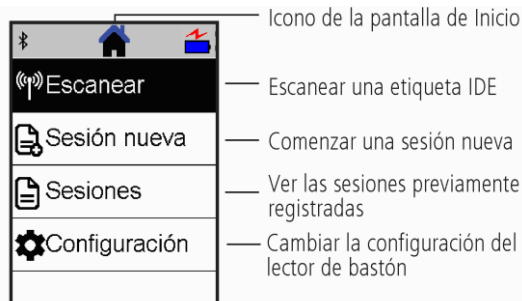 Icono de la pantalla de Inicio
Escanear
Escanear una etiqueta IDE
Sesión nueva
Comenzar una sesión nueva
Sesiones
Ver las sesiones previamente
registradas
Configuración
Cambiar la configuración del
lector de bastón